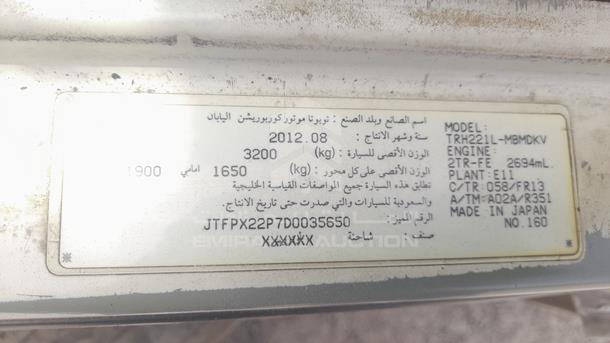 اسم الصانع وبلد الصنع : تويوتا موتور كوربوريشن اليابان
سنة وشهر الانتاج : 2012.08
الوزن الأقصى للسيارة : (kg) 3200
الوزن الأقصى على كل محور : (kg) 1650 امامي 1900
تطابق هذه السيارة جميع المواصفات القياسية الخليجية
والسعودية للسيارات والتي صدرت حتى تاريخ الانتاج.
الرقم المميز: JTFPX22P7D0035650
صنف : شاحنة
XXXXXX
MODEL:
TRH221L-MBMDKV
ENGINE:
2TR-FE 2694mL.
PLANT: E11
C/TR: 058/FR13
A/TM: A02A/R351
MADE IN JAPAN
NO.160
EMIRATES AUCTION